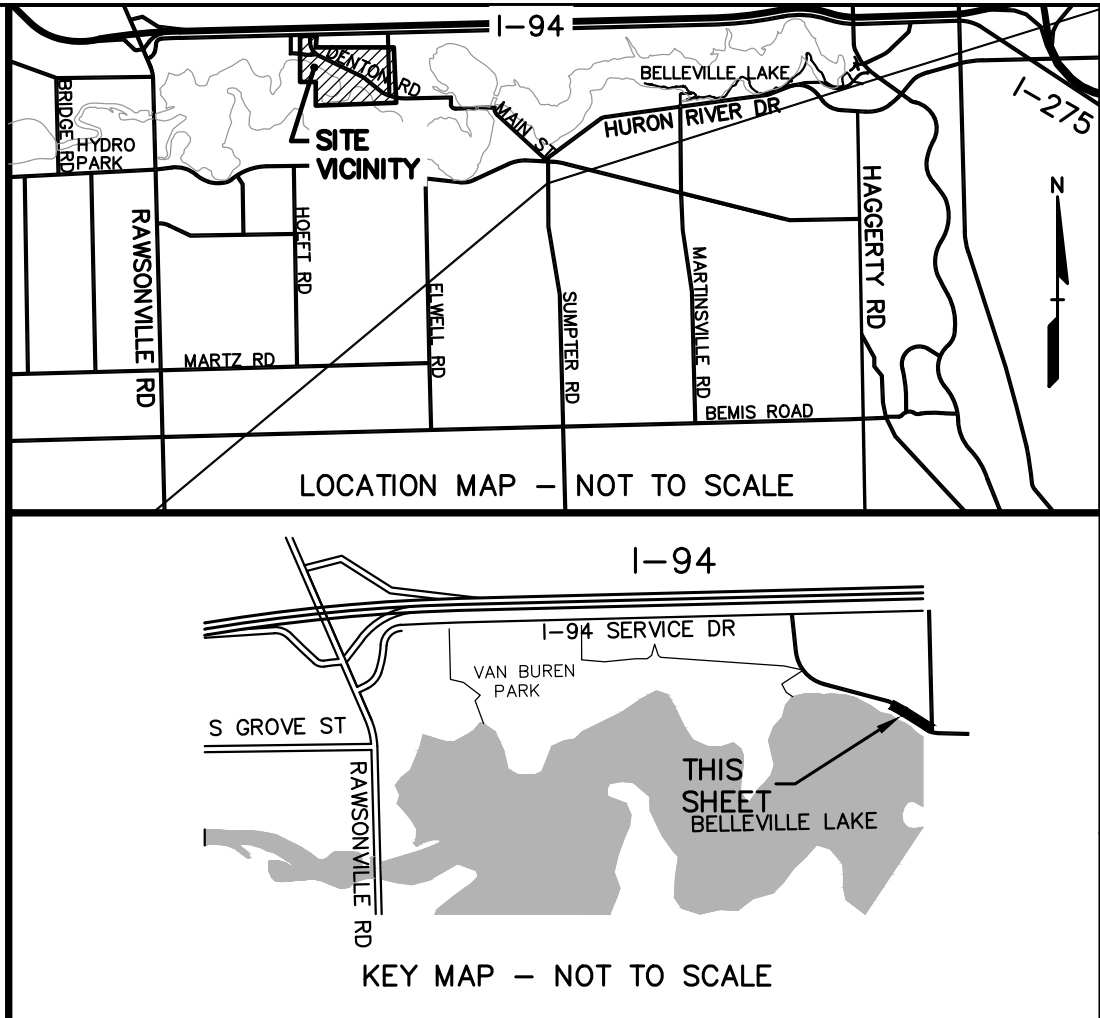 I-94
DENTON RD
BELLEVILLE LAKE
I-275
BRIDGE RD
HYDRO
PARK
SITE
VICINITY
MAIN ST
HURON RIVER DR
N
RAWSONVILLE RD
HOEFT RD
ELWELL RD
SUMPTER RD
MARTINSVILLE RD
HAGGERTY RD
MARTZ RD
BEMIS ROAD
LOCATION MAP - NOT TO SCALE
I-94
I-94 SERVICE DR
VAN BUREN
PARK
S GROVE ST
RAWSONVILLE RD
THIS
SHEET
BELLEVILLE LAKE
KEY MAP - NOT TO SCALE